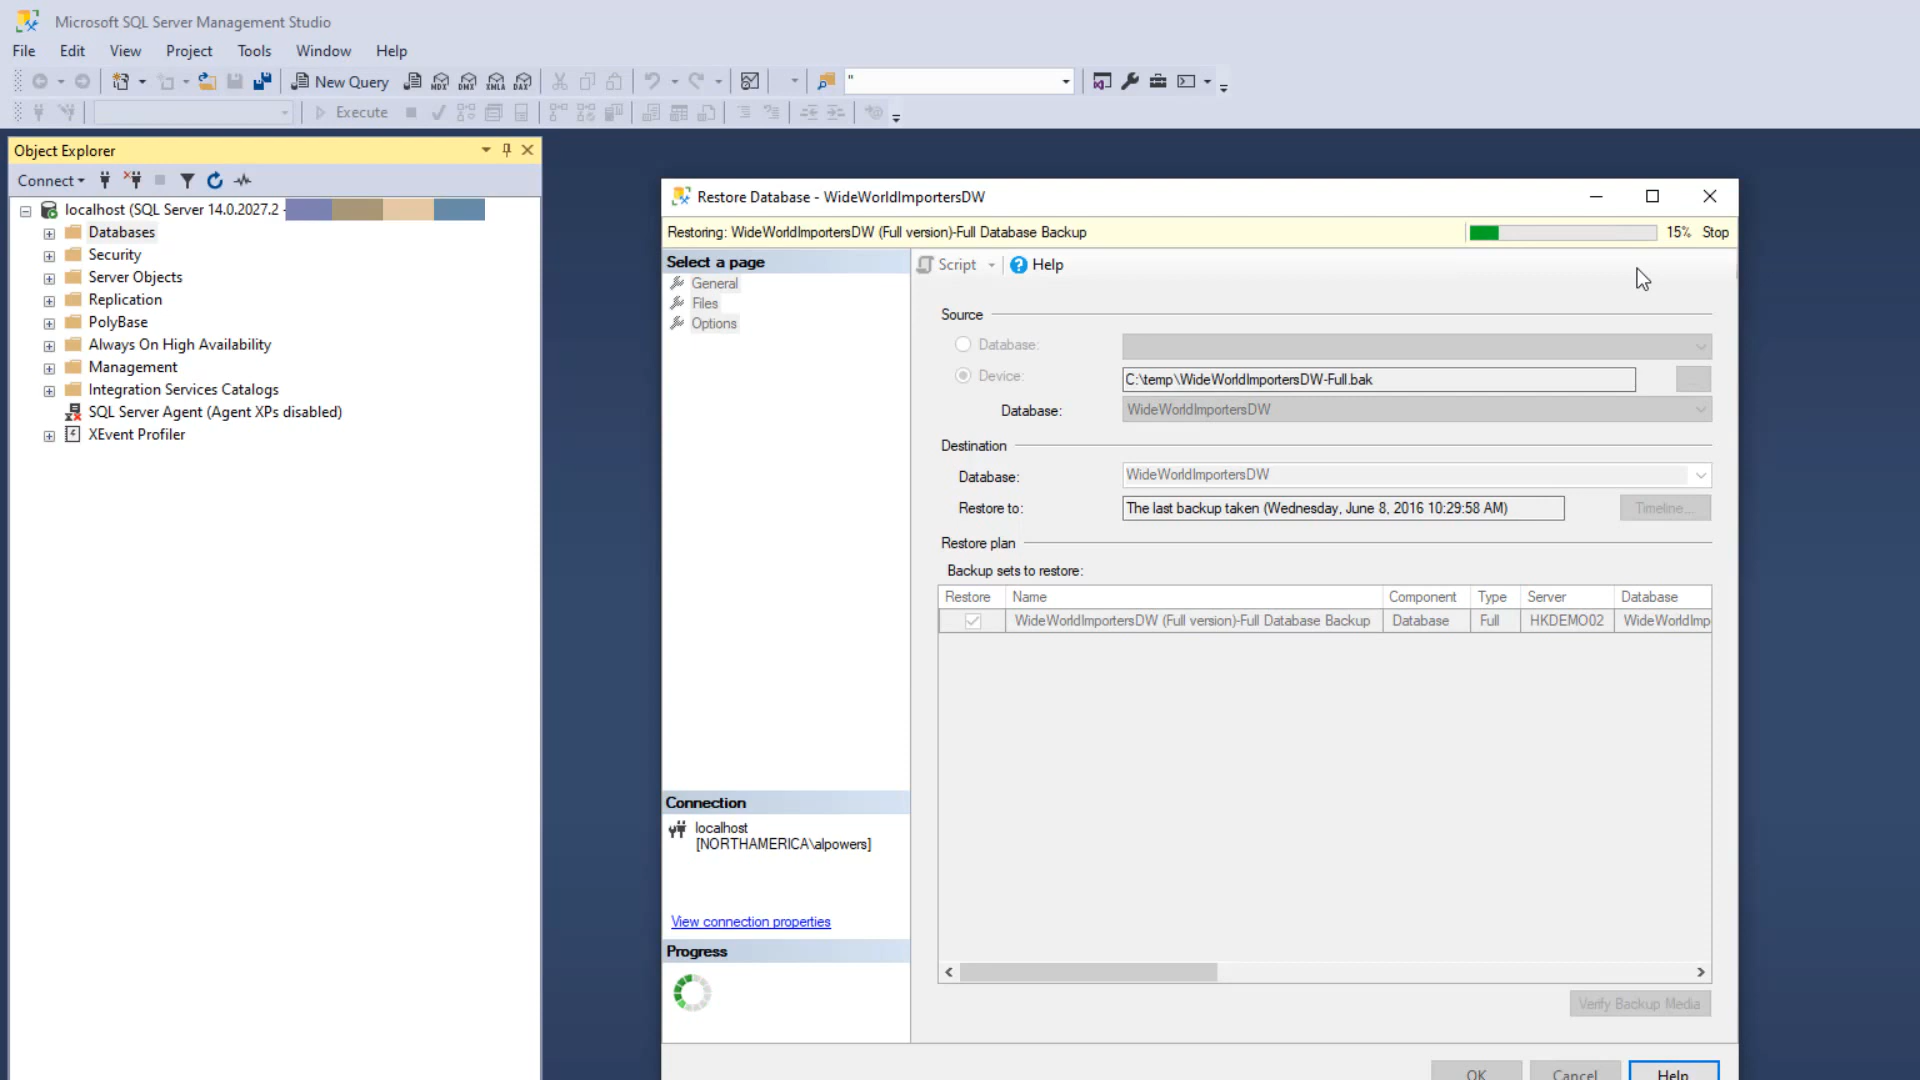 Microsoft SQL Server Management Studio
File Edit View Project Tools Window Help
New Query MDX DMX XMLA DAX "
Execute
Object Explorer
Connect
localhost (SQL Server 14.0.2027.2 -
Databases
Security
Server Objects
Replication
PolyBase
Always On High Availability
Management
Integration Services Catalogs
SQL Server Agent (Agent XPs disabled)
XEvent Profiler
Restore Database - WideWorldImportersDW
Restoring: WideWorldImportersDW (Full version)-Full Database Backup 15% Stop
Select a page
General
Files
Options
Script Help
Source
Database:
Device: C:\temp\WideWorldImportersDW-Full.bak
Database: WideWorldImportersDW
Destination
Database: WideWorldImportersDW
Restore to: The last backup taken (Wednesday, June 8, 2016 10:29:58 AM) Timeline...
Restore plan
Backup sets to restore:
Restore Name Component Type Server Database
WideWorldImportersDW (Full version)-Full Database Backup Database Full HKDEMO02 WideWorldImp
Connection
localhost
[NORTHAMERICA\alpowers]
View connection properties
Progress
Verify Backup Media
OK Cancel Help